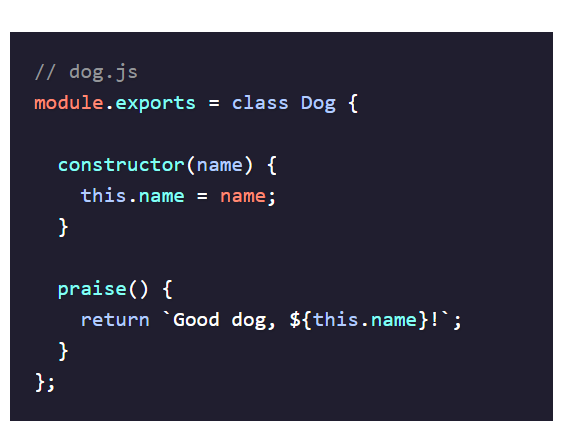 // dog.js
module.exports = class Dog {
  constructor(name) {
    this.name = name;
  }
  praise() {
    return `Good dog, ${this.name}!`;
  }
};